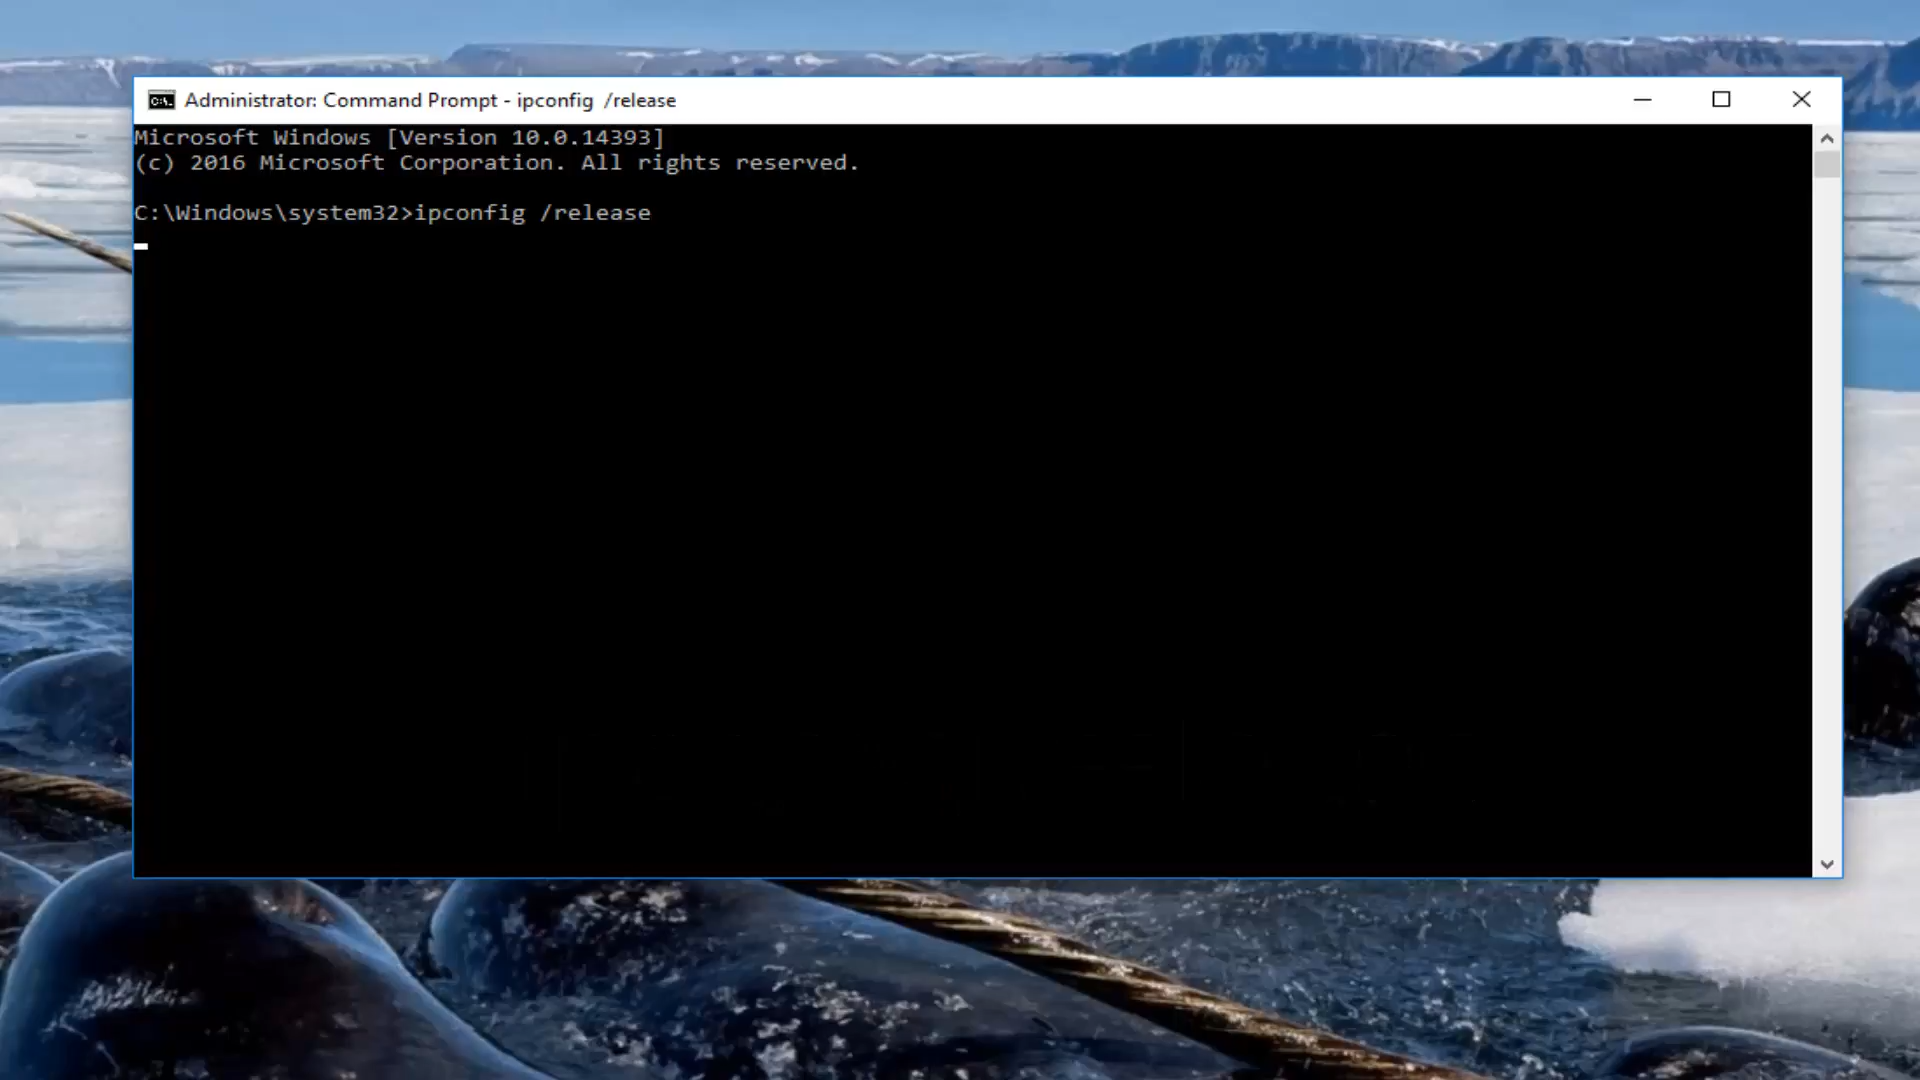 Administrator: Command Prompt - ipconfig  /release
Microsoft Windows [Version 10.0.14393]
(c) 2016 Microsoft Corporation. All rights reserved.
C:\Windows\system32>ipconfig /release